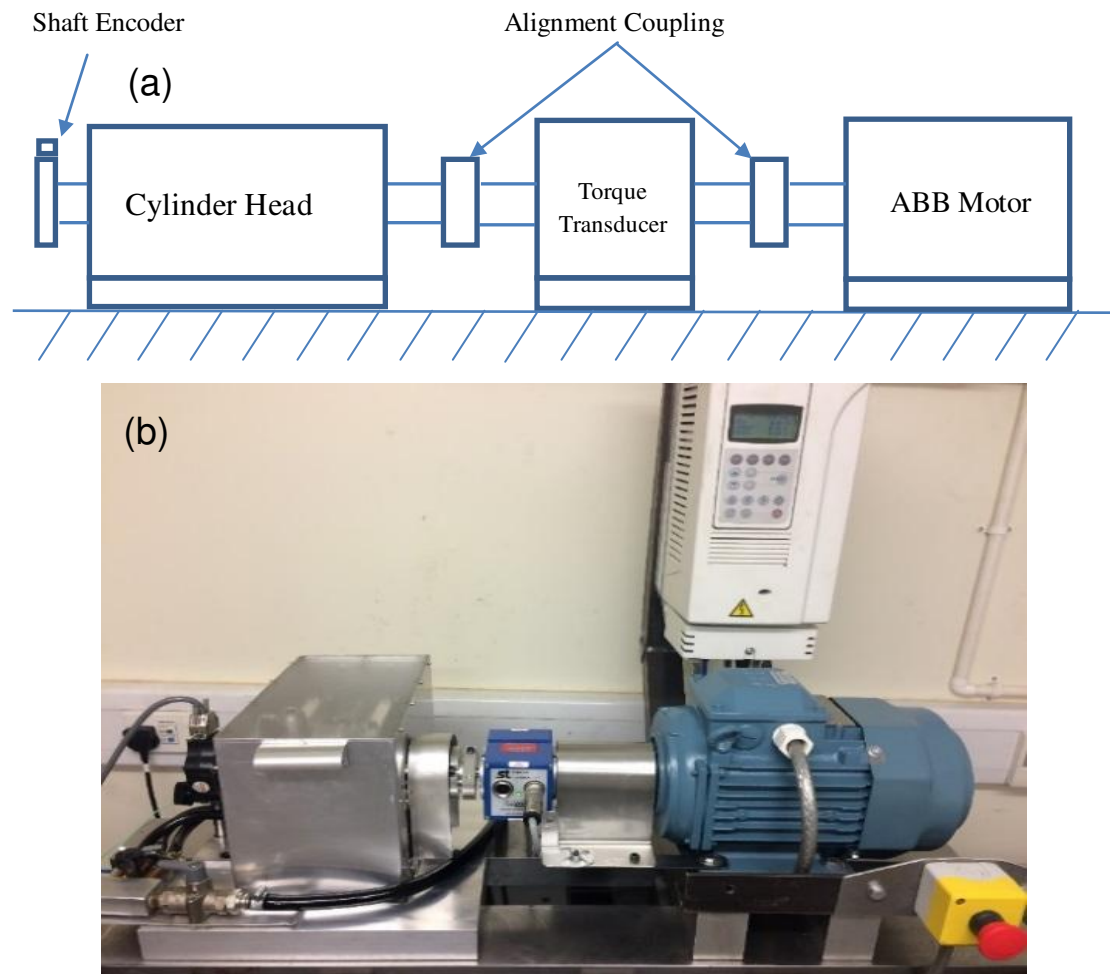 Shaft Encoder
Alignment Coupling
(a)
Cylinder Head
Torque
Transducer
ABB Motor
(b)